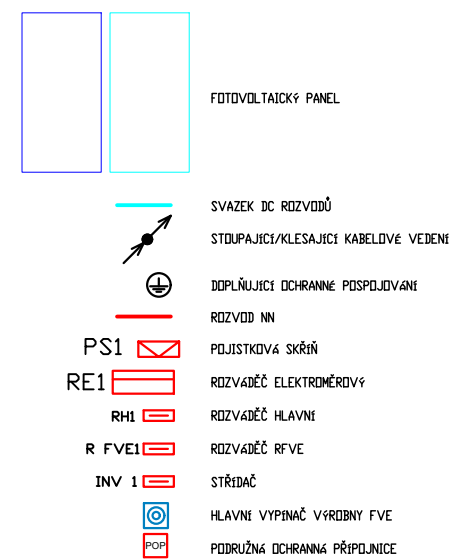 FOTOVOLTAICKÝ PANEL
SVAZEK DC ROZVODŮ
STOUPAJÍCÍ/KLESAJÍCÍ KABELOVÉ VEDENÍ
DOPLŇUJÍCÍ OCHRANNÉ POSPOJOVÁNÍ
ROZVOD NN
PS1 POJISTKOVÁ SKŘÍŇ
RE1 ROZVÁDĚČ ELEKTROMĚROVÝ
RH1 ROZVÁDĚČ HLAVNÍ
R FVE1 ROZVÁDĚČ RFVE
INV 1 STŘÍDAČ
HLAVNÍ VYPÍNAČ VÝROBNY FVE
POP PODRUŽNÁ OCHRANNÁ PŘÍPOJNICE